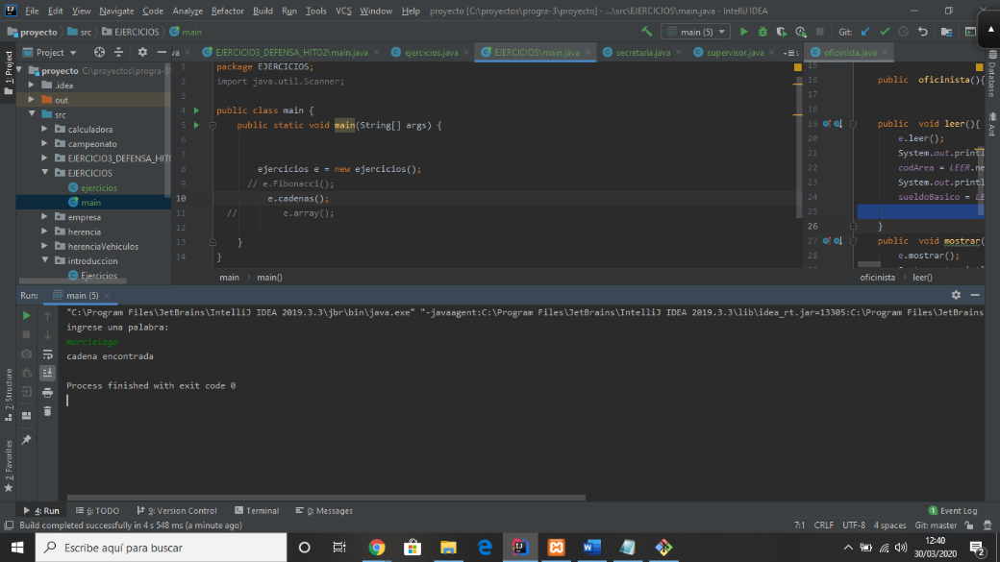 File Edit View Navigate Code Analyze Refactor Build Run Tools VCS Window Help proyecto [C:\proyectos\progra-3\proyecto] - ...\src\EJERCICIOS\main.java - IntelliJ IDEA
proyecto src EJERCICIOS main main (5) Git:
Project EJERCICIO3_DEFENSA_HITO2\main.java ejercicios.java EJERCICIOS\main.java secretaria.java supervisor.java oficinista.java
1: Project
proyecto C:\proyectos\progra-3
.idea
out
src
calculadora
campeonato
EJERCICIO3_DEFENSA_HIT
EJERCICIOS
ejercicios
main
empresa
herencia
herenciaVehiculos
introduccion
Ejercicios
1 package EJERCICIOS;
2 import java.util.Scanner;
3
4 public class main {
5 public static void main(String[] args) {
6
7
8 ejercicios e = new ejercicios();
9 // e.Fibonacci();
10 e.cadenas();
11 // e.array();
12
13 }
14 }
main main()
15
16 public oficinista(){
17
18
19 public void leer(){
20 e.leer();
21 System.out.printl
22 codArea = LEER.ne
23 System.out.printl
24 sueldoBasico = LE
25
26 }
27 public void mostrar(
28 e.mostrar();
oficinista leer()
Database
Ant
Run: main (5)
"C:\Program Files\JetBrains\IntelliJ IDEA 2019.3.3\jbr\bin\java.exe" "-javaagent:C:\Program Files\JetBrains\IntelliJ IDEA 2019.3.3\lib\idea_rt.jar=13305:C:\Program Files\JetBrains
ingrese una palabra:
murcielago
cadena encontrada
Process finished with exit code 0
7: Structure
2: Favorites
4: Run 6: TODO 9: Version Control Terminal 0: Messages 1 Event Log
Build completed successfully in 4 s 548 ms (a minute ago) 7:1 CRLF UTF-8 4 spaces Git: master
Escribe aquí para buscar
12:40
30/03/2020
2